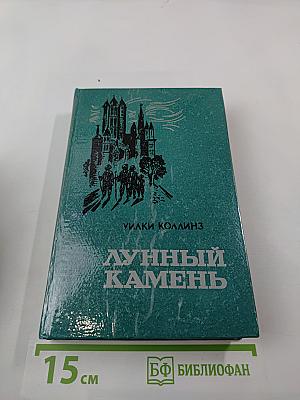 УИЛКИ КОЛЛИНЗ
ЛУННЫЙ
КАМЕНЬ
15 см
БФ БИБЛИОФАН